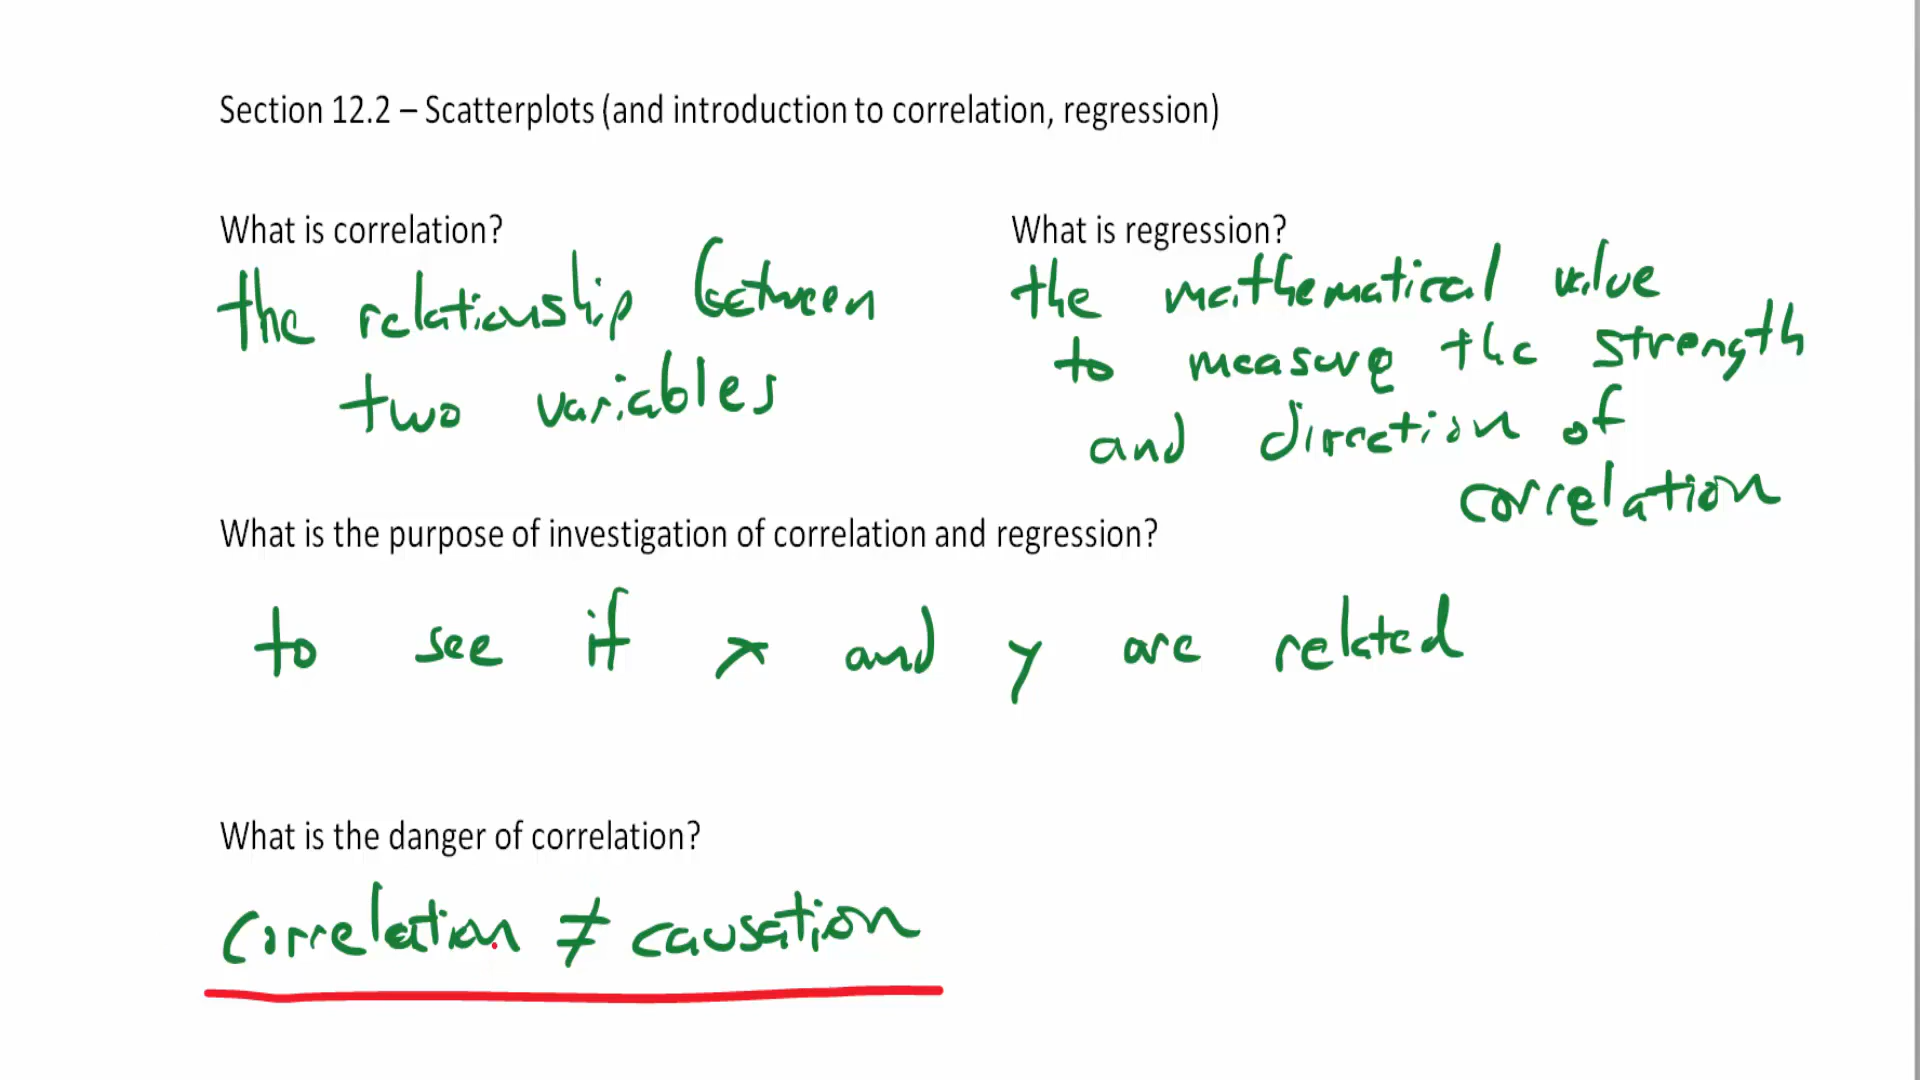 Section 12.2 – Scatterplots (and introduction to correlation, regression)
What is correlation?
the relationship between
two variables
What is regression?
the mathematical value
to measure the strength
and direction of
correlation
What is the purpose of investigation of correlation and regression?
to see if x and y are related
What is the danger of correlation?
correlation ≠ causation